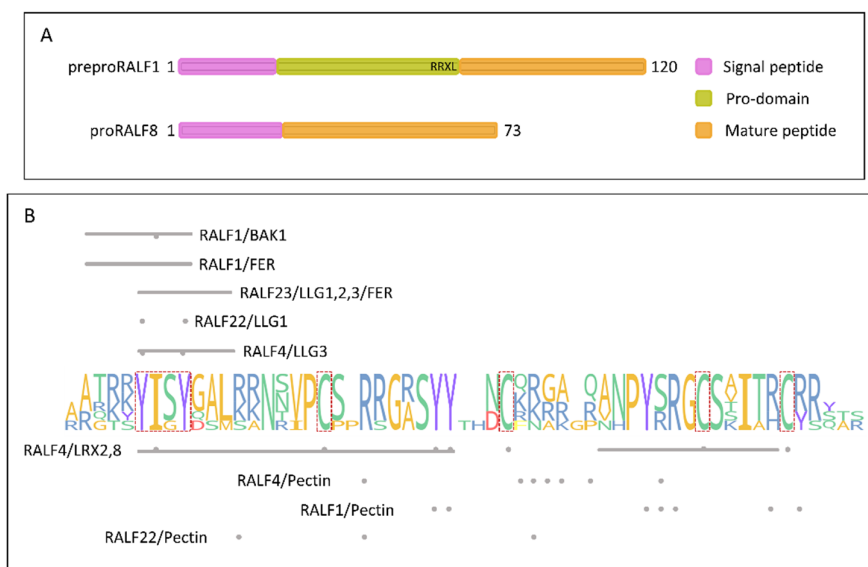 A
preproRALF1 1 RRXL 120 Signal peptide
Pro-domain
proRALF8 1 73 Mature peptide
B
RALF1/BAK1
RALF1/FER
RALF23/LLG1,2,3/FER
RALF22/LLG1
RALF4/LLG3
RALF4/LRX2,8
RALF4/Pectin
RALF1/Pectin
RALF22/Pectin